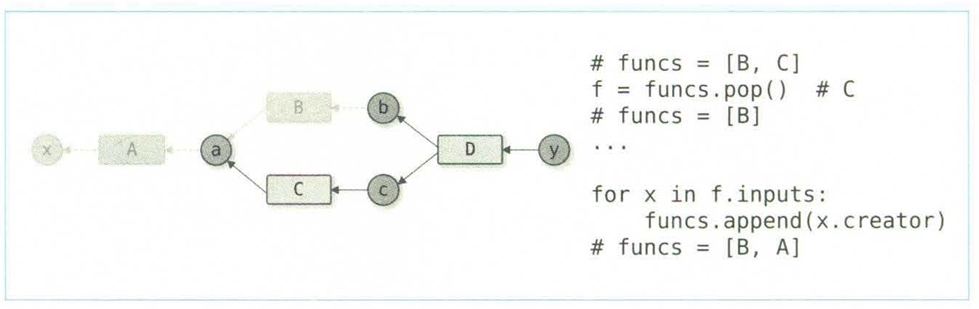 x
A
a
B
b
C
c
D
y
# funcs = [B, C]
f = funcs.pop()  # C
# funcs = [B]
...
for x in f.inputs:
    funcs.append(x.creator)
# funcs = [B, A]